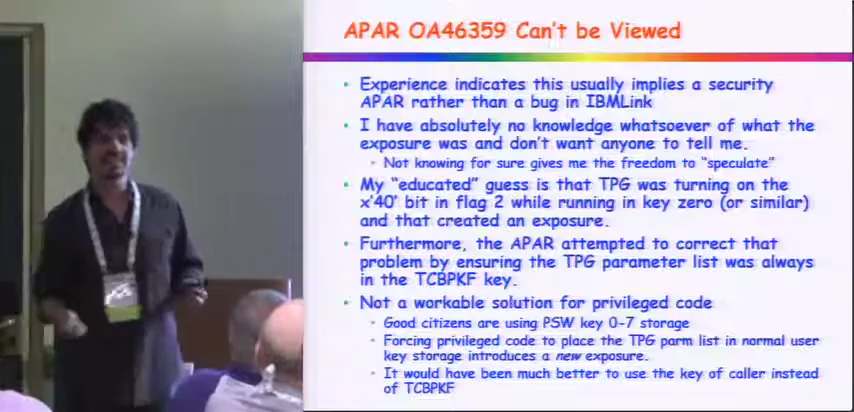 APAR OA46359 Can't be Viewed
• Experience indicates this usually implies a security
APAR rather than a bug in IBMLink
• I have absolutely no knowledge whatsoever of what the
exposure was and don't want anyone to tell me.
• Not knowing for sure gives me the freedom to "speculate"
• My "educated" guess is that TPG was turning on the
x'40' bit in flag 2 while running in key zero (or similar)
and that created an exposure.
• Furthermore, the APAR attempted to correct that
problem by ensuring the TPG parameter list was always
in the TCBPKF key.
• Not a workable solution for privileged code
• Good citizens are using PSW key 0-7 storage
• Forcing privileged code to place the TPG parm list in normal user
key storage introduces a new exposure.
• It would have been much better to use the key of caller instead
of TCBPKF